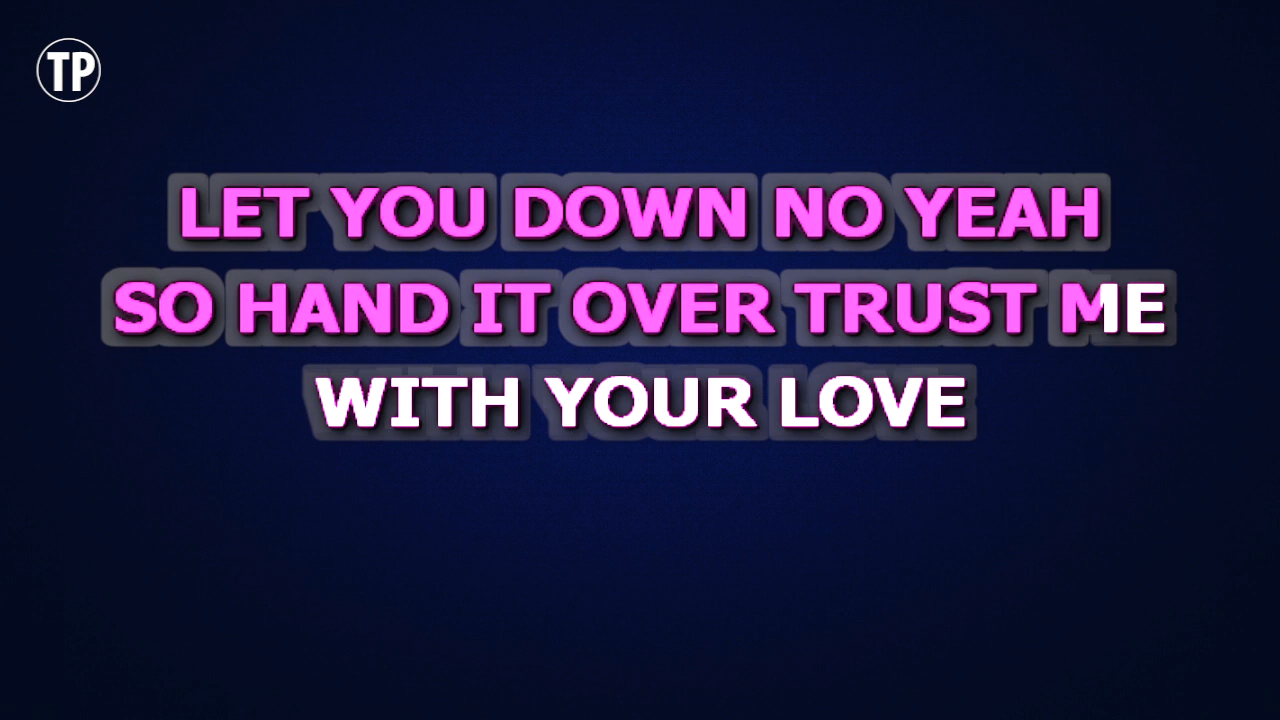 TP
LET YOU DOWN NO YEAH
SO HAND IT OVER TRUST ME
WITH YOUR LOVE